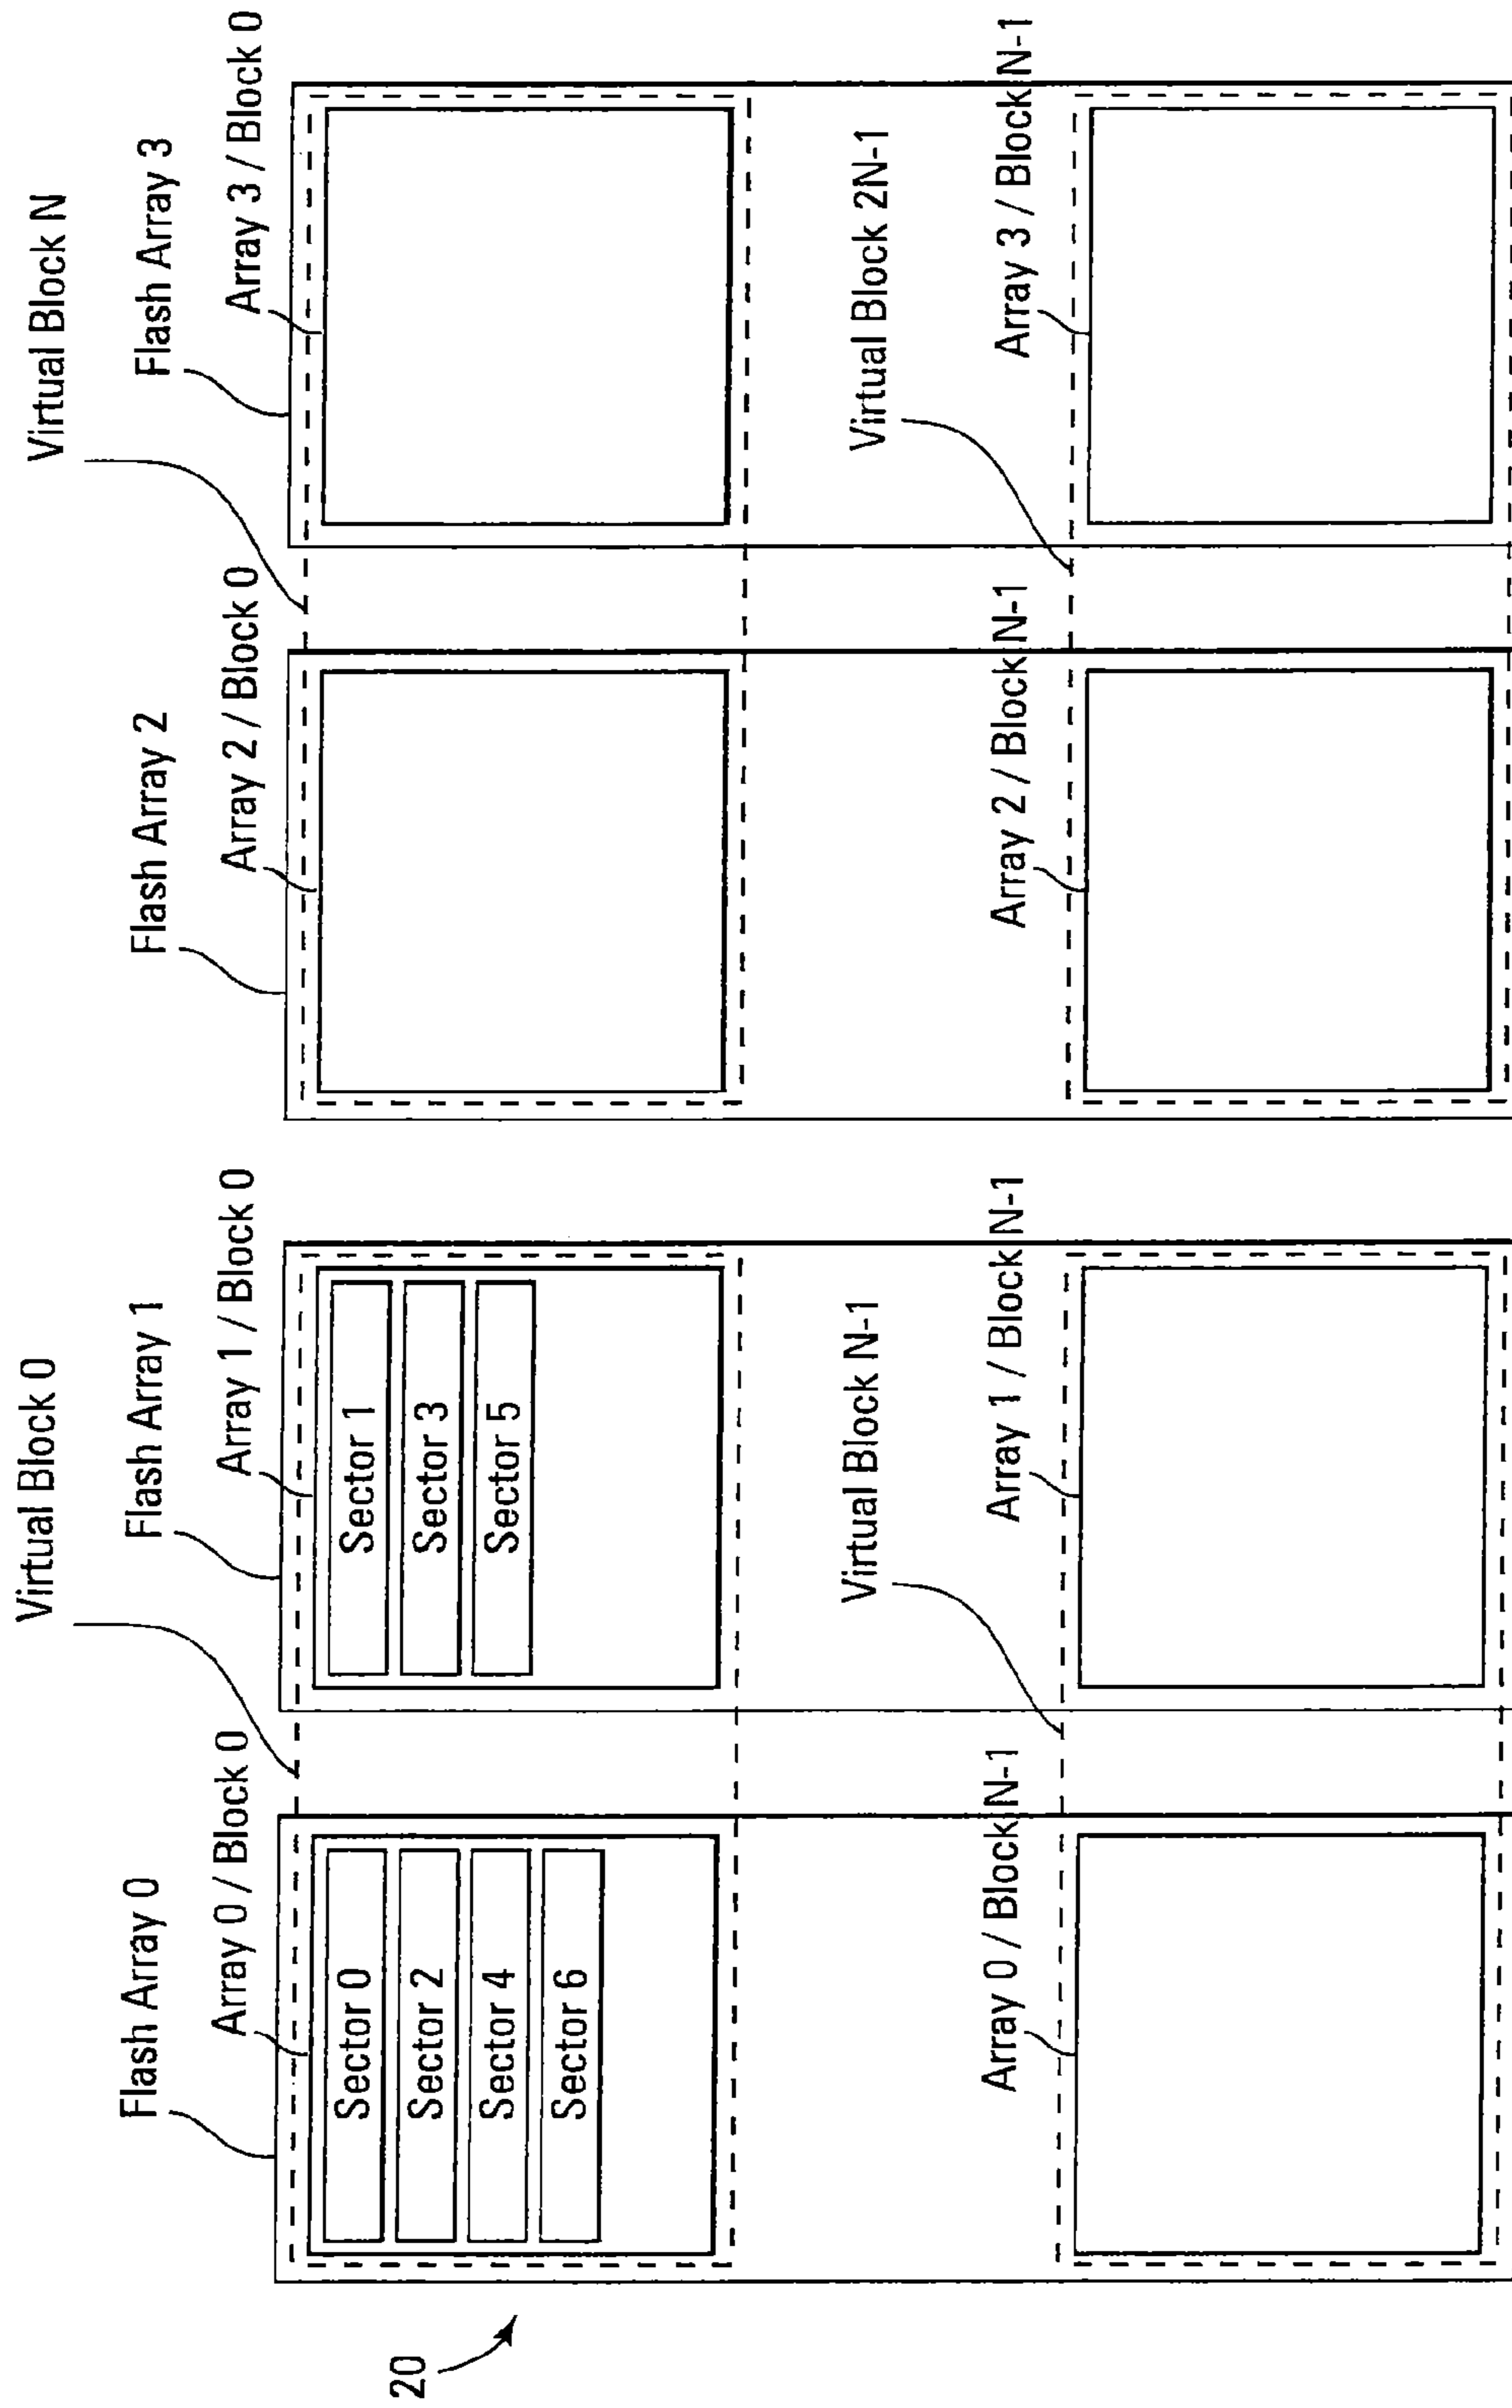 Virtual Block 0
Virtual Block N
Flash Array 0
Flash Array 1
Flash Array 2
Flash Array 3
Array 0 / Block 0
Array 1 / Block 0
Array 2 / Block 0
Array 3 / Block 0
Sector 0
Sector 2
Sector 4
Sector 6
Sector 1
Sector 3
Sector 5
20
Virtual Block N-1
Virtual Block 2N-1
Array 0 / Block N-1
Array 1 / Block N-1
Array 2 / Block N-1
Array 3 / Block N-1